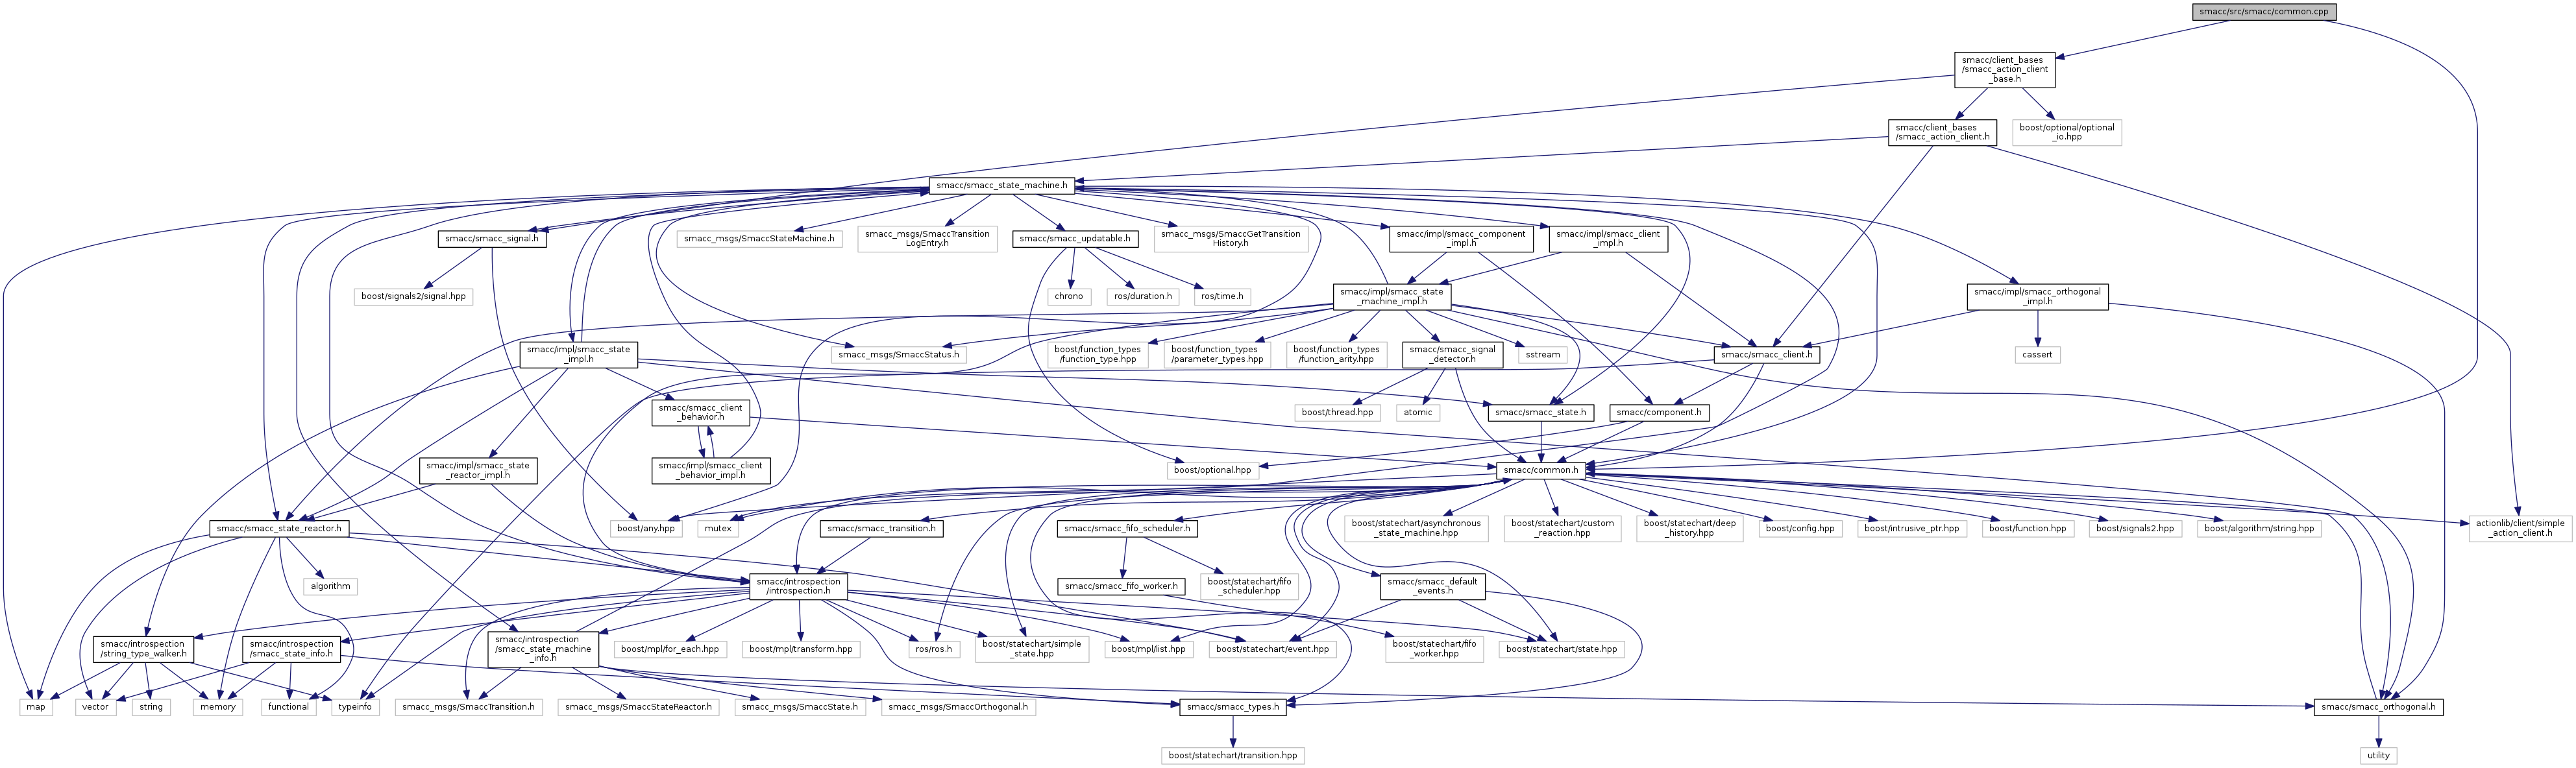 smacc/src/smacc/common.cpp
smacc/client_bases
/smacc_action_client
_base.h
smacc/client_bases
/smacc_action_client.h
boost/optional/optional
_io.hpp
smacc/smacc_state_machine.h
smacc/smacc_signal.h
smacc_msgs/SmaccStateMachine.h
smacc_msgs/SmaccTransition
LogEntry.h
smacc/smacc_updatable.h
smacc_msgs/SmaccGetTransition
History.h
smacc/impl/smacc_component
_impl.h
smacc/impl/smacc_client
_impl.h
boost/signals2/signal.hpp
chrono
ros/duration.h
ros/time.h
smacc/impl/smacc_state
_machine_impl.h
smacc/impl/smacc_orthogonal
_impl.h
smacc/impl/smacc_state
_impl.h
smacc_msgs/SmaccStatus.h
boost/function_types
/function_type.hpp
boost/function_types
/parameter_types.hpp
boost/function_types
/function_arity.hpp
smacc/smacc_signal
_detector.h
sstream
smacc/smacc_client.h
cassert
smacc/smacc_client
_behavior.h
boost/thread.hpp
atomic
smacc/smacc_state.h
smacc/component.h
smacc/impl/smacc_state
_reactor_impl.h
smacc/impl/smacc_client
_behavior_impl.h
boost/optional.hpp
smacc/common.h
smacc/smacc_state_reactor.h
boost/any.hpp
mutex
smacc/smacc_transition.h
smacc/smacc_fifo_scheduler.h
boost/statechart/asynchronous
_state_machine.hpp
boost/statechart/custom
_reaction.hpp
boost/statechart/deep
_history.hpp
boost/config.hpp
boost/intrusive_ptr.hpp
boost/function.hpp
boost/signals2.hpp
boost/algorithm/string.hpp
actionlib/client/simple
_action_client.h
algorithm
smacc/introspection
/introspection.h
smacc/smacc_fifo_worker.h
boost/statechart/fifo
_scheduler.hpp
smacc/smacc_default
_events.h
smacc/introspection
/string_type_walker.h
smacc/introspection
/smacc_state_info.h
smacc/introspection
/smacc_state_machine
_info.h
boost/mpl/for_each.hpp
boost/mpl/transform.hpp
ros/ros.h
boost/statechart/simple
_state.hpp
boost/mpl/list.hpp
boost/statechart/event.hpp
boost/statechart/fifo
_worker.hpp
boost/statechart/state.hpp
map
vector
string
memory
functional
typeinfo
smacc_msgs/SmaccTransition.h
smacc_msgs/SmaccStateReactor.h
smacc_msgs/SmaccState.h
smacc_msgs/SmaccOrthogonal.h
smacc/smacc_types.h
smacc/smacc_orthogonal.h
boost/statechart/transition.hpp
utility